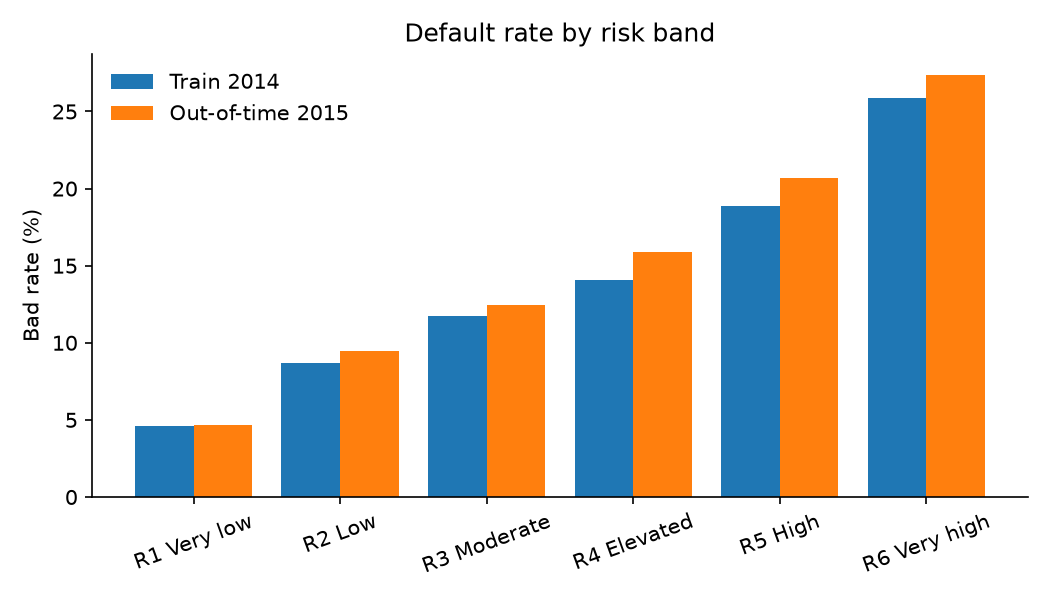 Default rate by risk band
Train 2014
Out-of-time 2015
Bad rate (%)
25
20
15
10
5
0
R1 Very low
R2 Low
R3 Moderate
R4 Elevated
R5 High
R6 Very high